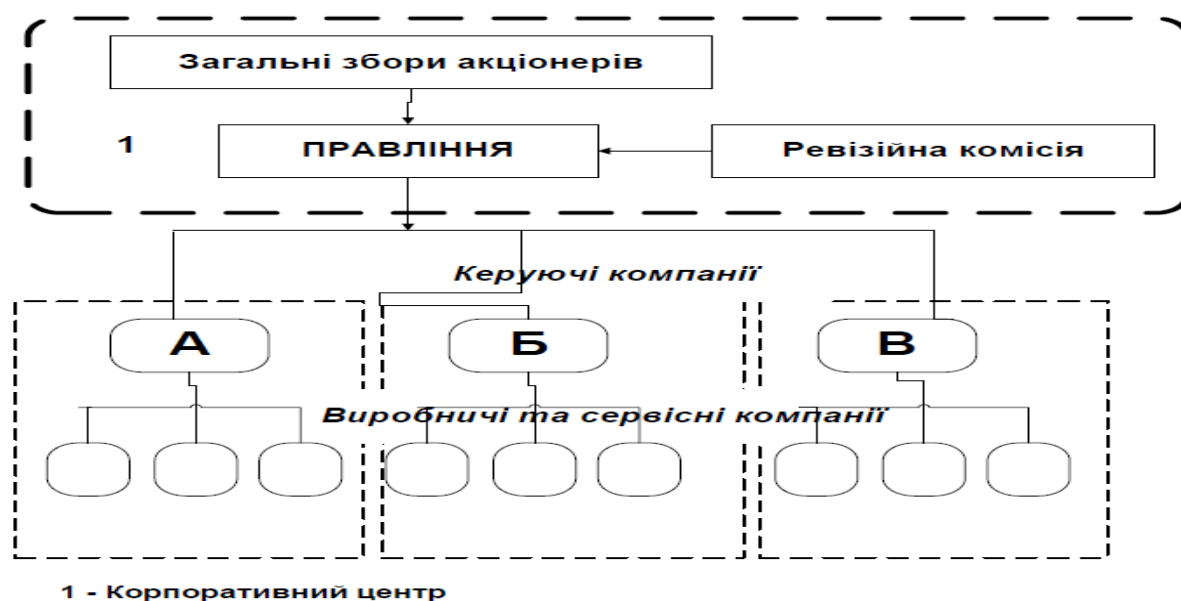 Загальні збори акціонерів
1
ПРАВЛІННЯ
Ревізійна комісія
Керуючі компанії
А
Б
В
Виробничі та сервісні компанії
1 - Корпоративний центр